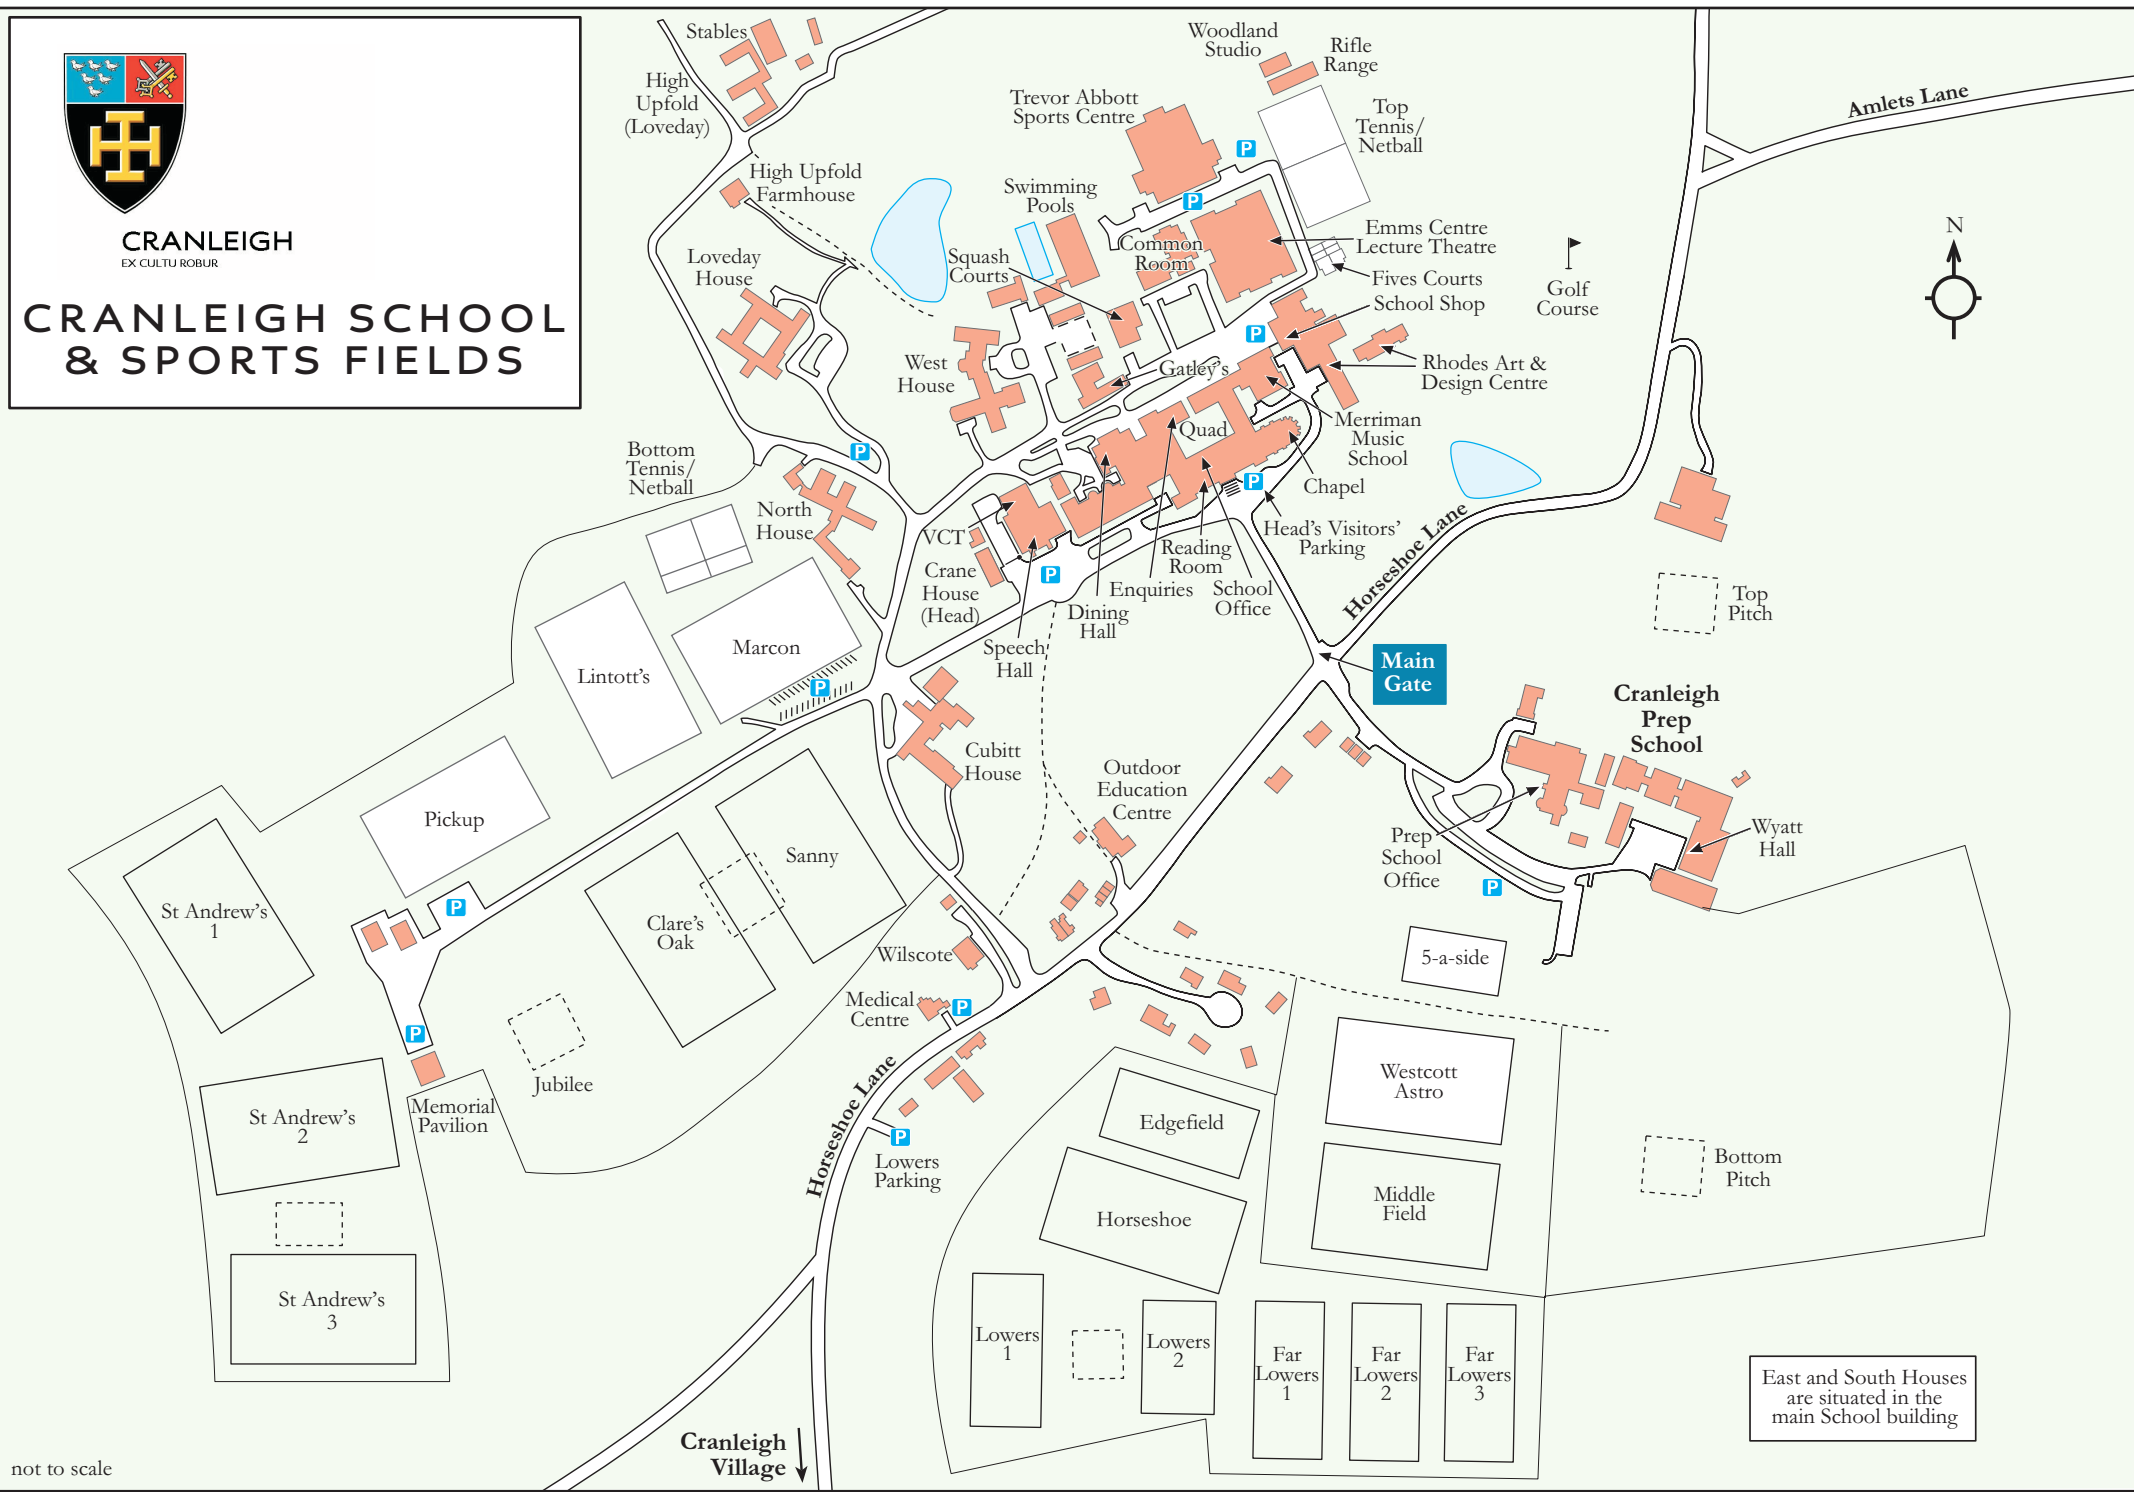 CRANLEIGH
EX CULTU ROBUR
CRANLEIGH SCHOOL
& SPORTS FIELDS
Stables
High
Upfold
(Loveday)
High Upfold
Farmhouse
Loveday
House
Woodland
Studio
Rifle
Range
Trevor Abbott
Sports Centre
Top
Tennis/
Netball
Amlets Lane
P
P
Swimming
Pools
Squash
Courts
Common
Room
Emms Centre
Lecture Theatre
Fives Courts
School Shop
P
N
Golf
Course
West
House
Gatley's
Rhodes Art &
Design Centre
Merriman
Music
School
Quad
Bottom
Tennis/
Netball
P
North
House
VCT
Crane
House
(Head)
P
Chapel
P
Head's Visitors'
Parking
Reading
Room
Enquiries
School
Office
Dining
Hall
Speech
Hall
Horseshoe Lane
Top
Pitch
Main
Gate
Lintott's
Marcon
P
Cranleigh
Prep
School
Cubitt
House
Outdoor
Education
Centre
Pickup
Sanny
Clare's
Oak
P
P
St Andrew's
1
Prep
School
Office
P
Wyatt
Hall
Wilscote
5-a-side
Medical
Centre
P
Jubilee
Memorial
Pavilion
St Andrew's
2
Westcott
Astro
Edgefield
Horseshoe Lane
P
Lowers
Parking
Bottom
Pitch
Middle
Field
Horseshoe
St Andrew's
3
Lowers
1
Lowers
2
Far
Lowers
1
Far
Lowers
2
Far
Lowers
3
East and South Houses
are situated in the
main School building
Cranleigh
Village
not to scale